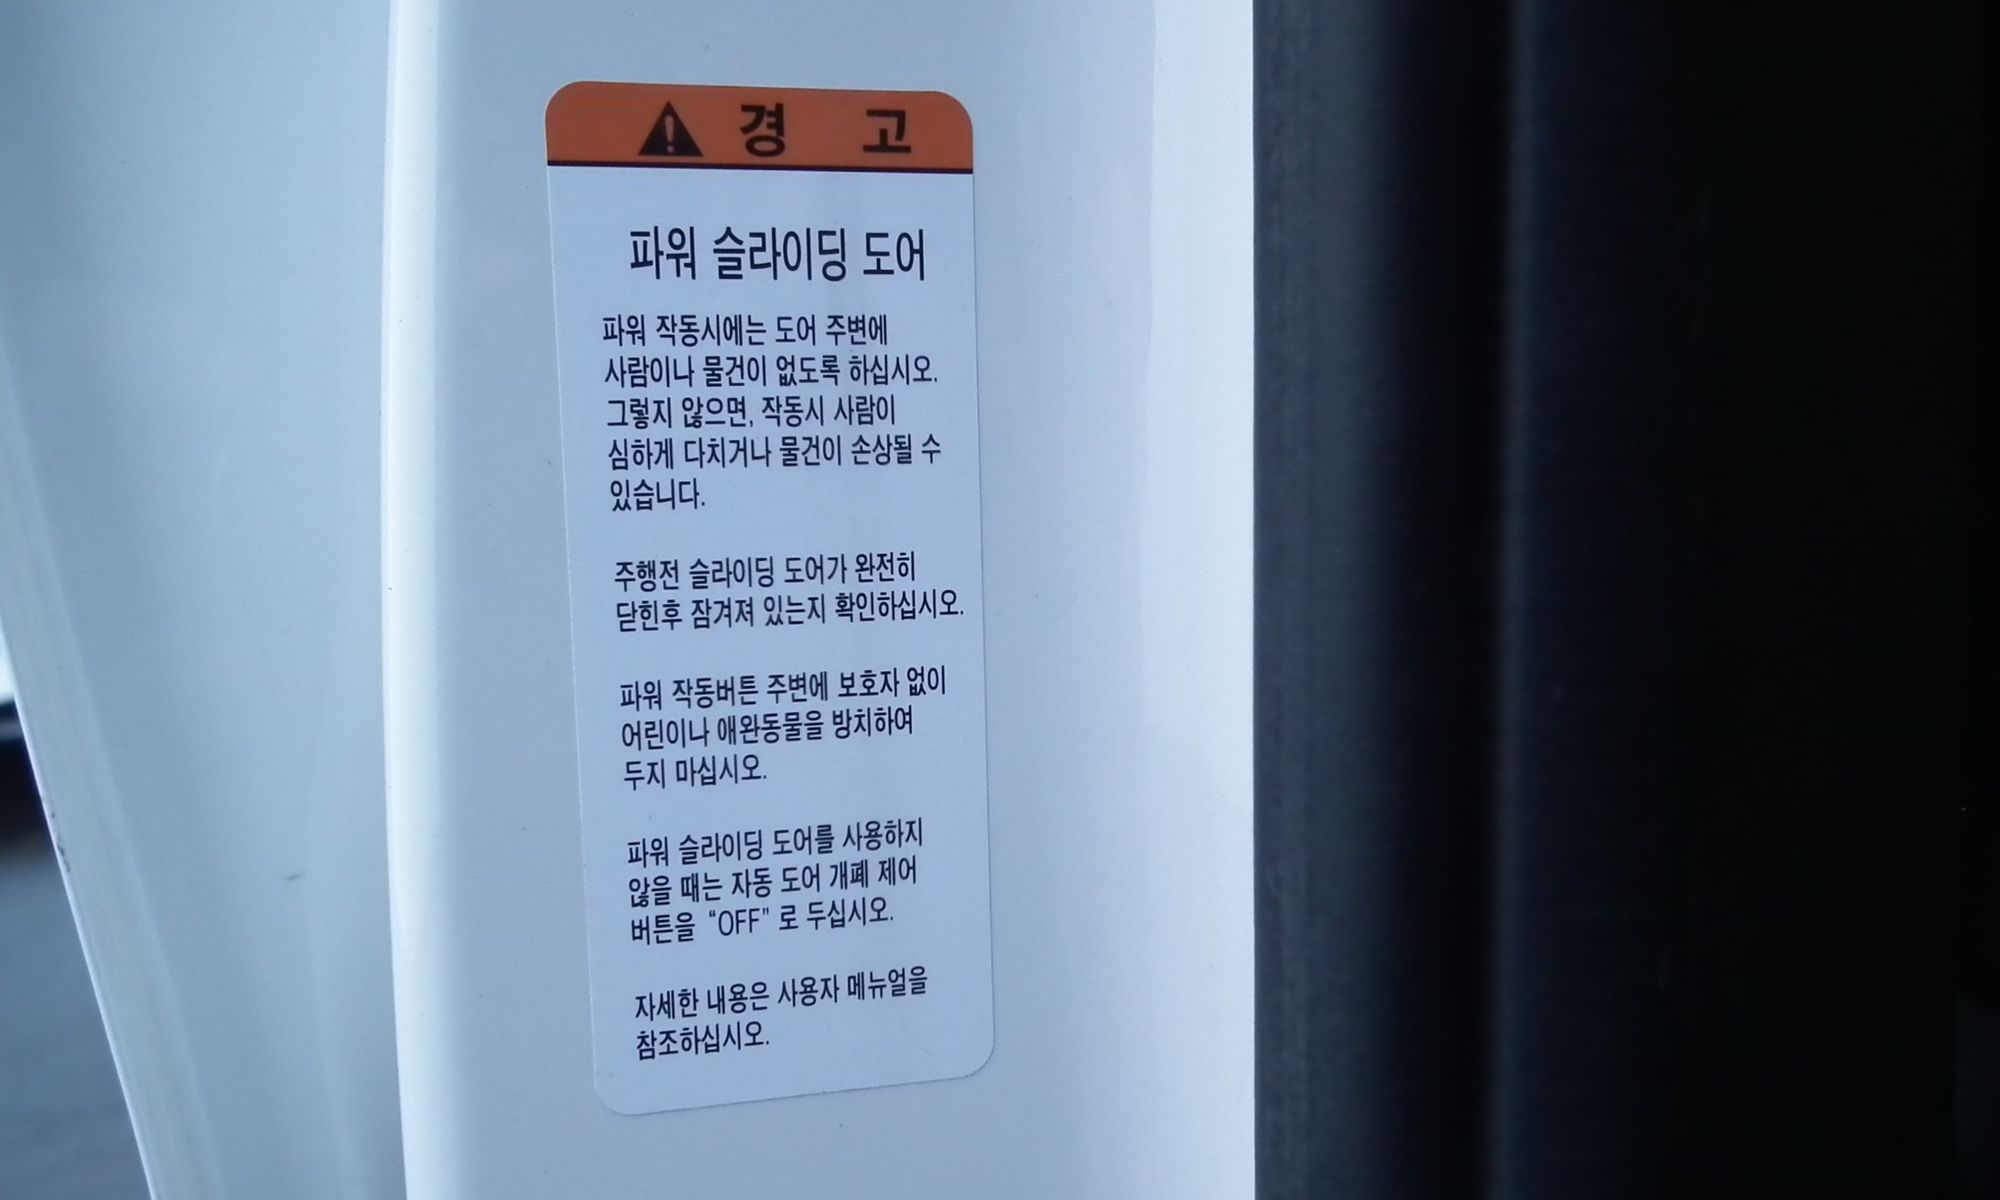 경 고
파워 슬라이딩 도어
파워 작동시에는 도어 주변에
사람이나 물건이 없도록 하십시오.
그렇지 않으면, 작동시 사람이
심하게 다치거나 물건이 손상될 수
있습니다.
주행전 슬라이딩 도어가 완전히
닫힌후 잠겨져 있는지 확인하십시오.
파워 작동버튼 주변에 보호자 없이
어린이나 애완동물을 방치하여
두지 마십시오.
파워 슬라이딩 도어를 사용하지
않을 때는 자동 도어 개폐 제어
버튼을 “OFF” 로 두십시오.
자세한 내용은 사용자 메뉴얼을
참조하십시오.